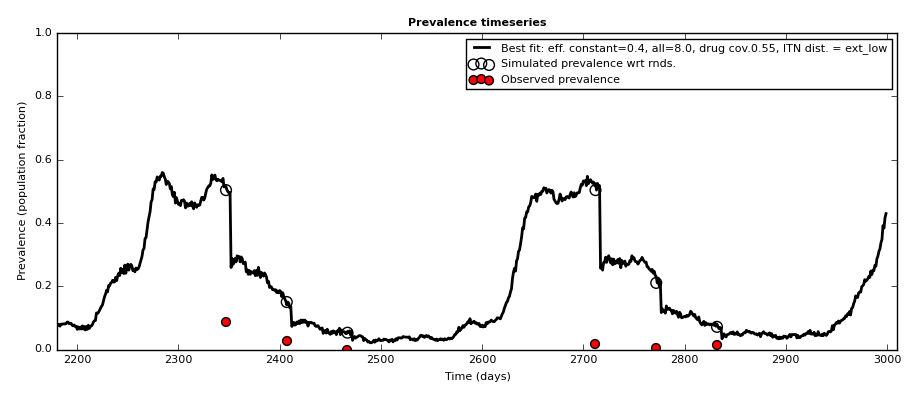 Prevalence timeseries
Best fit: eff. constant=0.4, all=8.0, drug cov.0.55, ITN dist. = ext_low
Simulated prevalence wrt rnds.
Observed prevalence
Prevalence (population fraction)
1.0
0.8
0.6
0.4
0.2
0.0
2200 2300 2400 2500 2600 2700 2800 2900 3000
Time (days)